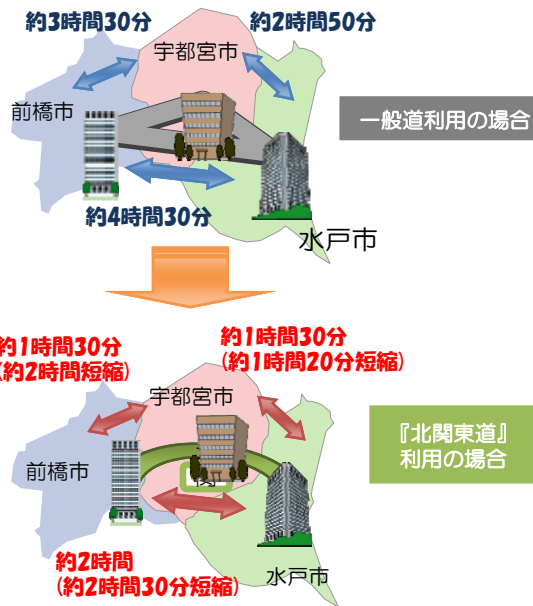 約3時間30分
約2時間50分
宇都宮市
前橋市
一般道利用の場合
約4時間30分
水戸市
約1時間30分
(約2時間短縮)
約1時間30分
(約1時間20分短縮)
宇都宮市
前橋市
『北関東道』
利用の場合
約2時間
(約2時間30分短縮)
水戸市